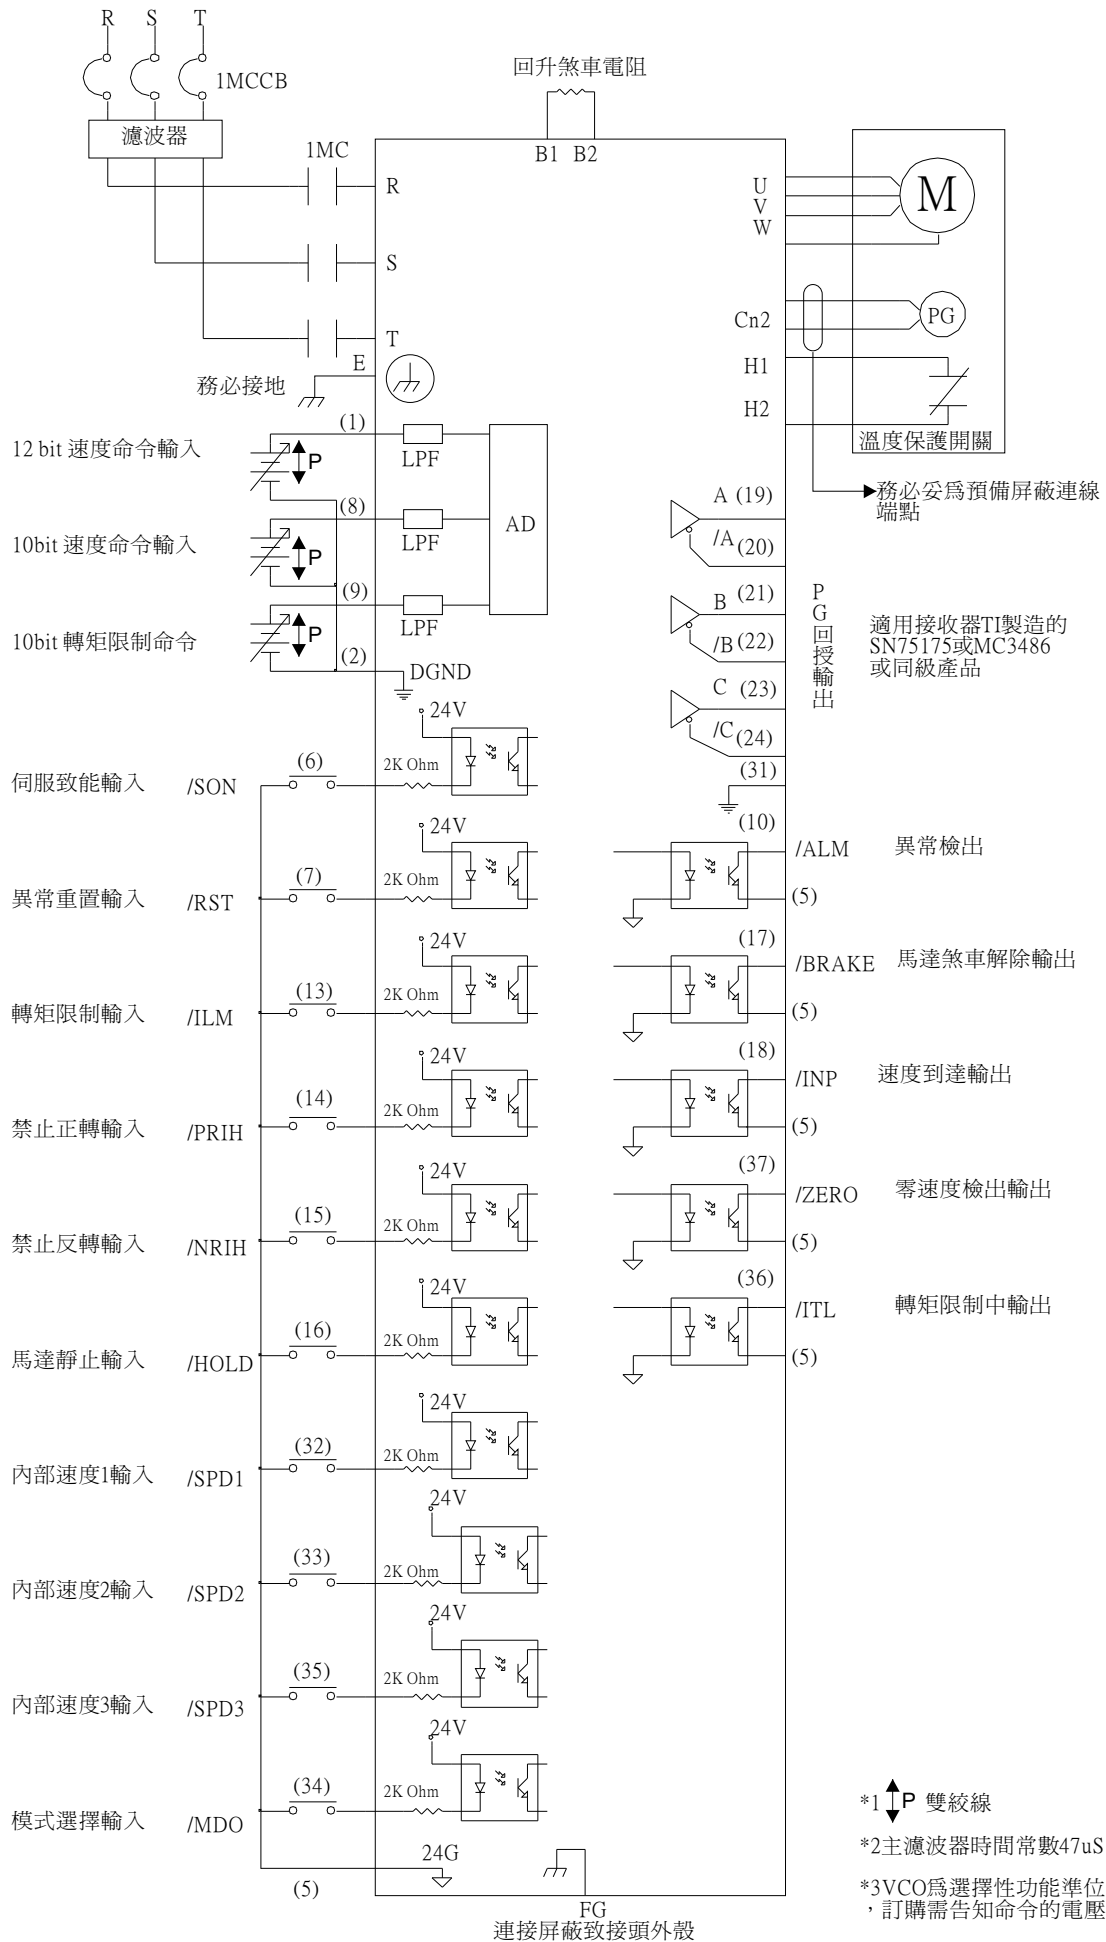 R S T
1MCCB
濾波器
回升煞車電阻
B1 B2
1MC
R
S
T
E
務必接地
U
V
W
M
Cn2
PG
H1
H2
溫度保護開關
務必妥爲預備屏蔽連線
端點
12 bit 速度命令輸入
P
(1)
LPF
10bit 速度命令輸入
P
(8)
LPF
AD
10bit 轉矩限制命令
P
(9)
LPF
(2)
DGND
A (19)
/A (20)
B (21)
/B (22)
C (23)
/C (24)
(31)
PG回授輸出
適用接收器TI製造的
SN75175或MC3486
或同級產品
伺服致能輸入 /SON (6) 2K Ohm 24V
異常重置輸入 /RST (7) 2K Ohm 24V
轉矩限制輸入 /ILM (13) 2K Ohm 24V
禁止正轉輸入 /PRIH (14) 2K Ohm 24V
禁止反轉輸入 /NRIH (15) 2K Ohm 24V
馬達靜止輸入 /HOLD (16) 2K Ohm 24V
內部速度1輸入 /SPD1 (32) 2K Ohm 24V
內部速度2輸入 /SPD2 (33) 2K Ohm 24V
內部速度3輸入 /SPD3 (35) 2K Ohm 24V
模式選擇輸入 /MDO (34) 2K Ohm 24V
24G
(5)
(10) /ALM 異常檢出
(5)
(17) /BRAKE 馬達煞車解除輸出
(5)
(18) /INP 速度到達輸出
(5)
(37) /ZERO 零速度檢出輸出
(5)
(36) /ITL 轉矩限制中輸出
(5)
FG
連接屏蔽致接頭外殼
*1 P 雙絞線
*2主濾波器時間常數47uS
*3VCO爲選擇性功能準位
，訂購需告知命令的電壓